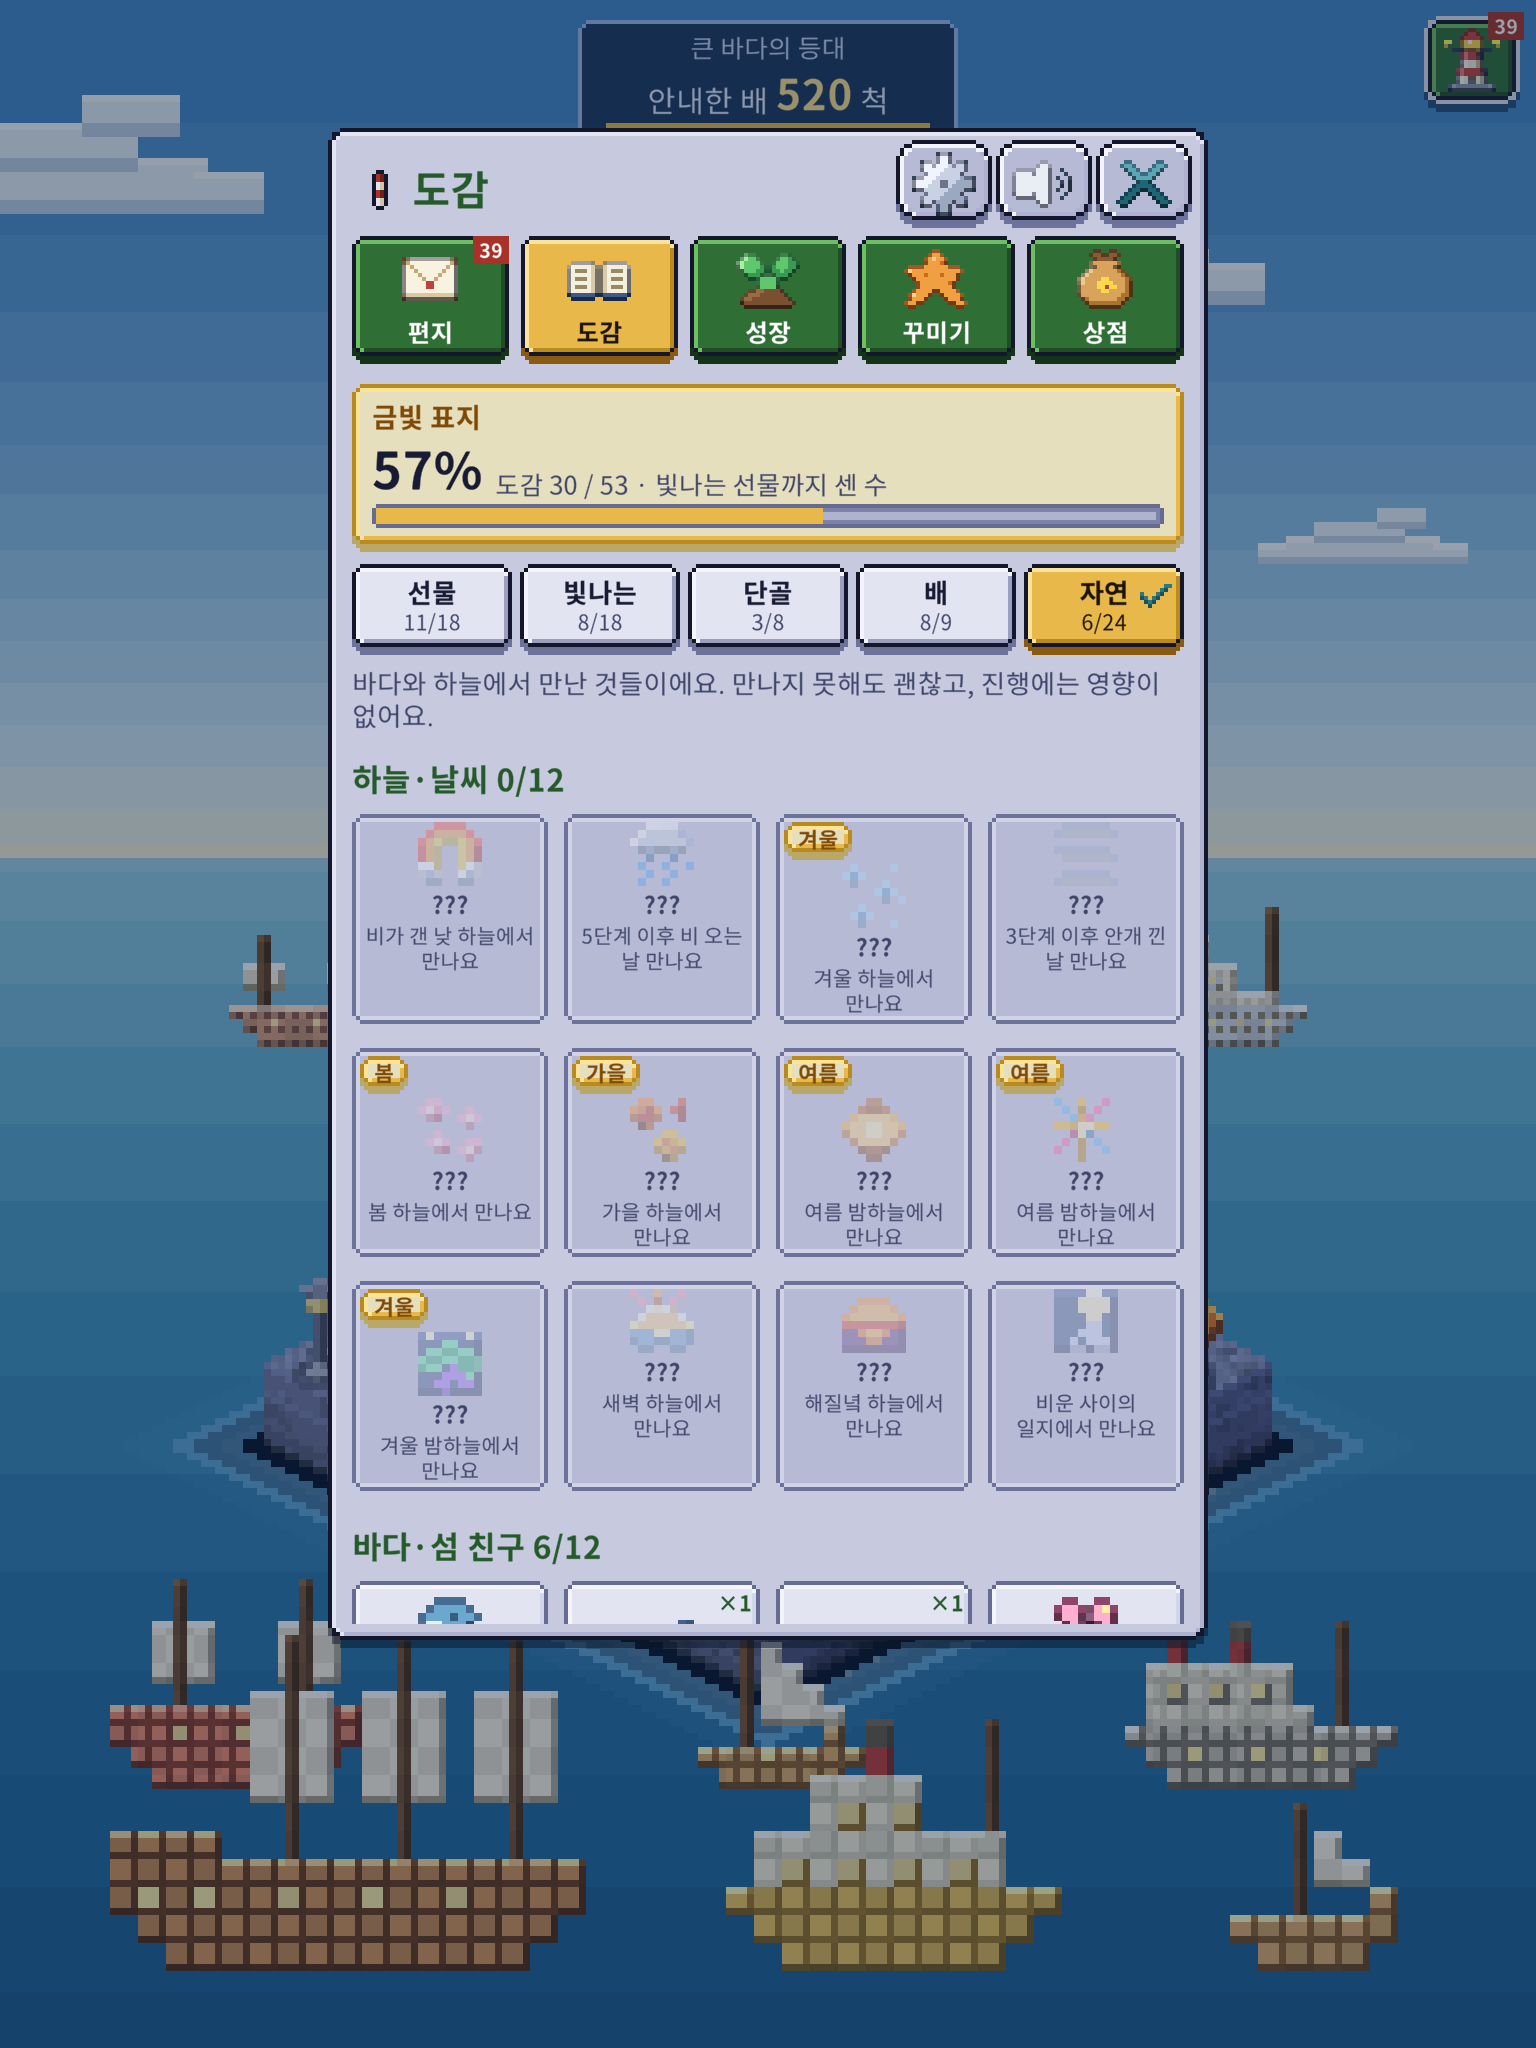 큰 바다의 등대
안내한 배 520 척
39
도감
39
편지
도감
성장
꾸미기
상점
금빛 표지
57% 도감 30 / 53 · 빛나는 선물까지 센 수
선물
11/18
빛나는
8/18
단골
3/8
배
8/9
자연
6/24
바다와 하늘에서 만난 것들이에요. 만나지 못해도 괜찮고, 진행에는 영향이
없어요.
하늘·날씨 0/12
???
비가 갠 낮 하늘에서
만나요
???
5단계 이후 비 오는
날 만나요
겨울
???
겨울 하늘에서
만나요
???
3단계 이후 안개 낀
날 만나요
봄
???
봄 하늘에서 만나요
가을
???
가을 하늘에서
만나요
여름
???
여름 밤하늘에서
만나요
여름
???
여름 밤하늘에서
만나요
겨울
???
겨울 밤하늘에서
만나요
???
새벽 하늘에서
만나요
???
해질녘 하늘에서
만나요
???
비운 사이의
일지에서 만나요
바다·섬 친구 6/12
×1
×1